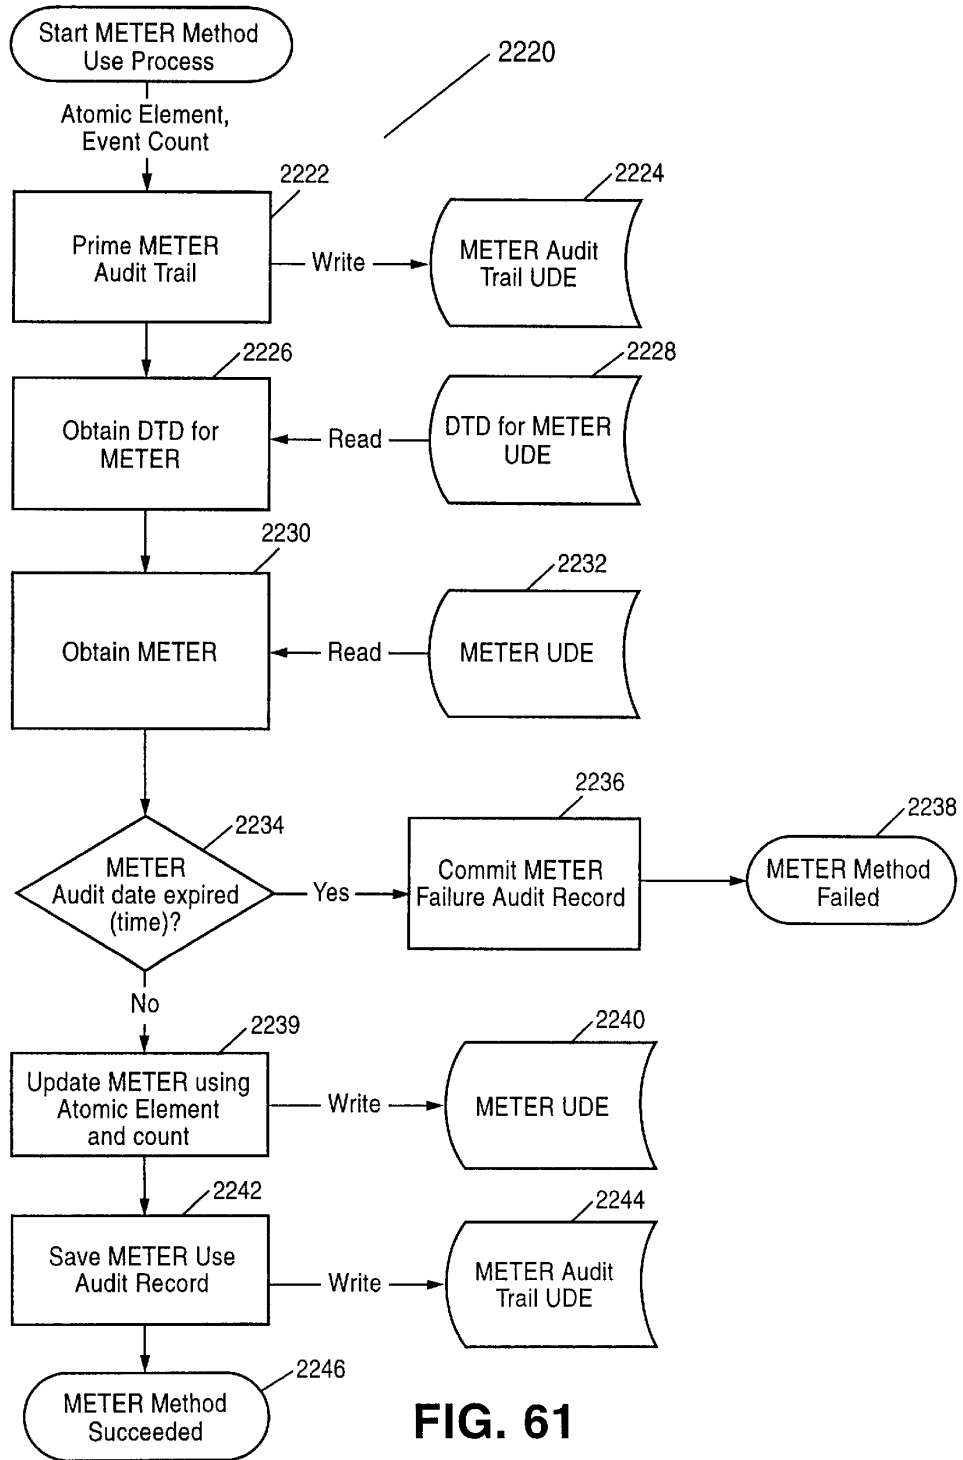 Start METER Method
Use Process
2220
Atomic Element,
Event Count
2222
2224
Prime METER
Audit Trail
Write
METER Audit
Trail UDE
2226
2228
Obtain DTD for
METER
Read
DTD for METER
UDE
2230
2232
Obtain METER
Read
METER UDE
2234
2236
2238
METER
Audit date expired
(time)?
Yes
Commit METER
Failure Audit Record
METER Method
Failed
No
2239
2240
Update METER using
Atomic Element
and count
Write
METER UDE
2242
2244
Save METER Use
Audit Record
Write
METER Audit
Trail UDE
2246
METER Method
Succeeded
FIG. 61